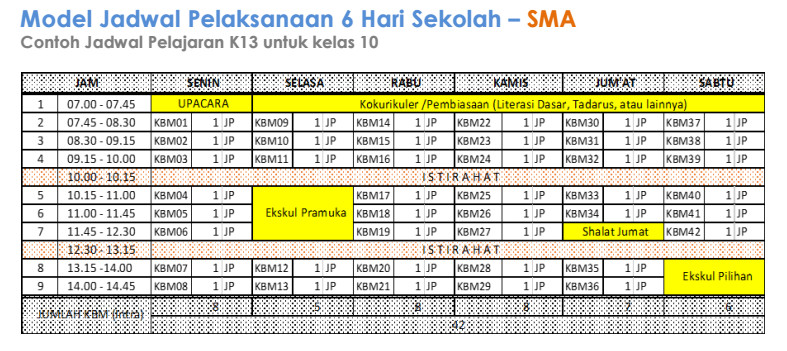 Model Jadwal Pelaksanaan 6 Hari Sekolah – SMA
Contoh Jadwal Pelajaran K13 untuk kelas 10
JAM SENIN SELASA RABU KAMIS JUM'AT SABTU
1 07.00 - 07.45 UPACARA Kokurikuler /Pembiasaan (Literasi Dasar, Tadarus, atau lainnya)
2 07.45 - 08.30 KBM01 1 JP KBM09 1 JP KBM14 1 JP KBM22 1 JP KBM30 1 JP KBM37 1 JP
3 08.30 - 09.15 KBM02 1 JP KBM10 1 JP KBM15 1 JP KBM23 1 JP KBM31 1 JP KBM38 1 JP
4 09.15 - 10.00 KBM03 1 JP KBM11 1 JP KBM16 1 JP KBM24 1 JP KBM32 1 JP KBM39 1 JP
10.00 - 10.15 I S T I R A H A T
5 10.15 - 11.00 KBM04 1 JP KBM17 1 JP KBM25 1 JP KBM33 1 JP KBM40 1 JP
6 11.00 - 11.45 KBM05 1 JP Ekskul Pramuka KBM18 1 JP KBM26 1 JP KBM34 1 JP KBM41 1 JP
7 11.45 - 12.30 KBM06 1 JP KBM19 1 JP KBM27 1 JP Shalat Jumat KBM42 1 JP
12.30 - 13.15 I S T I R A H A T
8 13.15 -14.00 KBM07 1 JP KBM12 1 JP KBM20 1 JP KBM28 1 JP KBM35 1 JP Ekskul Pilihan
9 14.00 - 14.45 KBM08 1 JP KBM13 1 JP KBM21 1 JP KBM29 1 JP KBM36 1 JP
JUMLAH KBM (Intra) 8 5 8 8 7 6
42